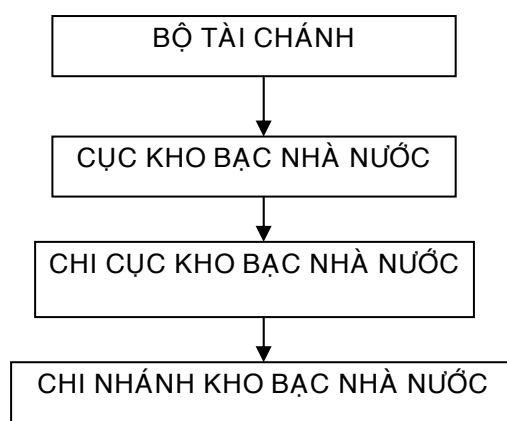 BỘ TÀI CHÁNH
CỤC KHO BẠC NHÀ NƯỚC
CHI CỤC KHO BẠC NHÀ NƯỚC
CHI NHÁNH KHO BẠC NHÀ NƯỚC